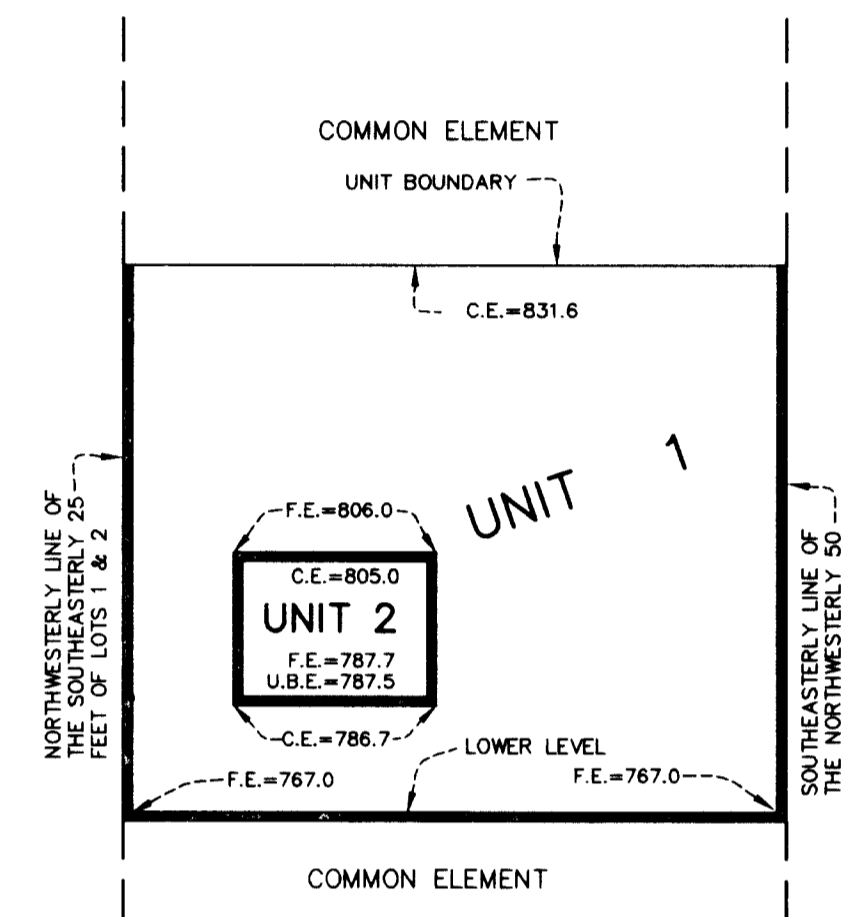 COMMON ELEMENT
UNIT BOUNDARY
C.E.=831.6
UNIT 1
F.E.=806.0
C.E.=805.0
UNIT 2
F.E.=787.7
U.B.E.=787.5
C.E.=786.7
LOWER LEVEL
F.E.=767.0
F.E.=767.0
COMMON ELEMENT
NORTHWESTERLY LINE OF
THE SOUTHEASTERLY 25
FEET OF LOTS 1 & 2
SOUTHEASTERLY LINE OF
THE NORTHWESTERLY 50